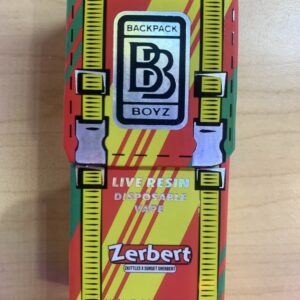 BACKPACK
BB
BOYZ
LIVE RESIN
DISPOSABLE
VAPE
Zerbert
ZKITTLEZ X SUNSET SHERBERT